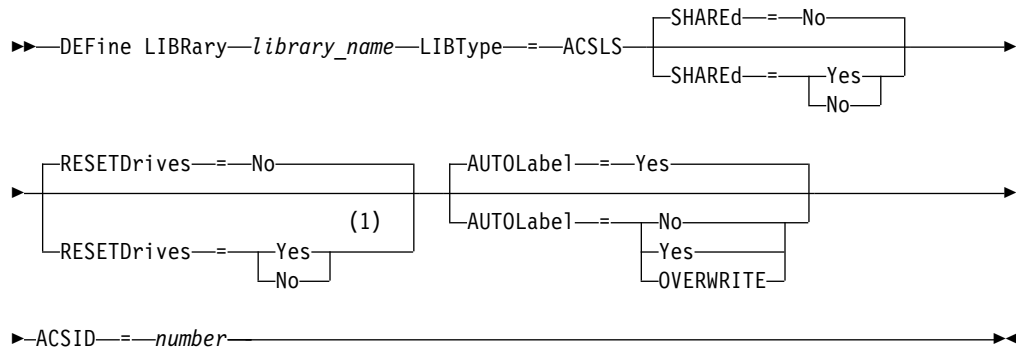 SHAREd = No
DEFine LIBRary library_name LIBType = ACSLS
SHAREd = Yes
No
RESETDrives = No
AUTOLabel = Yes
(1)
RESETDrives = Yes
No
AUTOLabel = No
Yes
OVERWRITE
ACSID = number